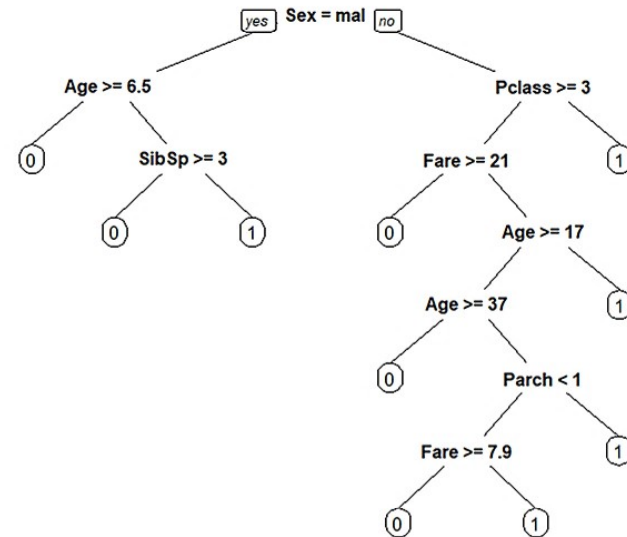 yes Sex = mal no
Age >= 6.5 Pclass >= 3
0 SibSp >= 3 Fare >= 21 1
0 1 0 Age >= 17
Age >= 37 1
0 Parch < 1
Fare >= 7.9 1
0 1